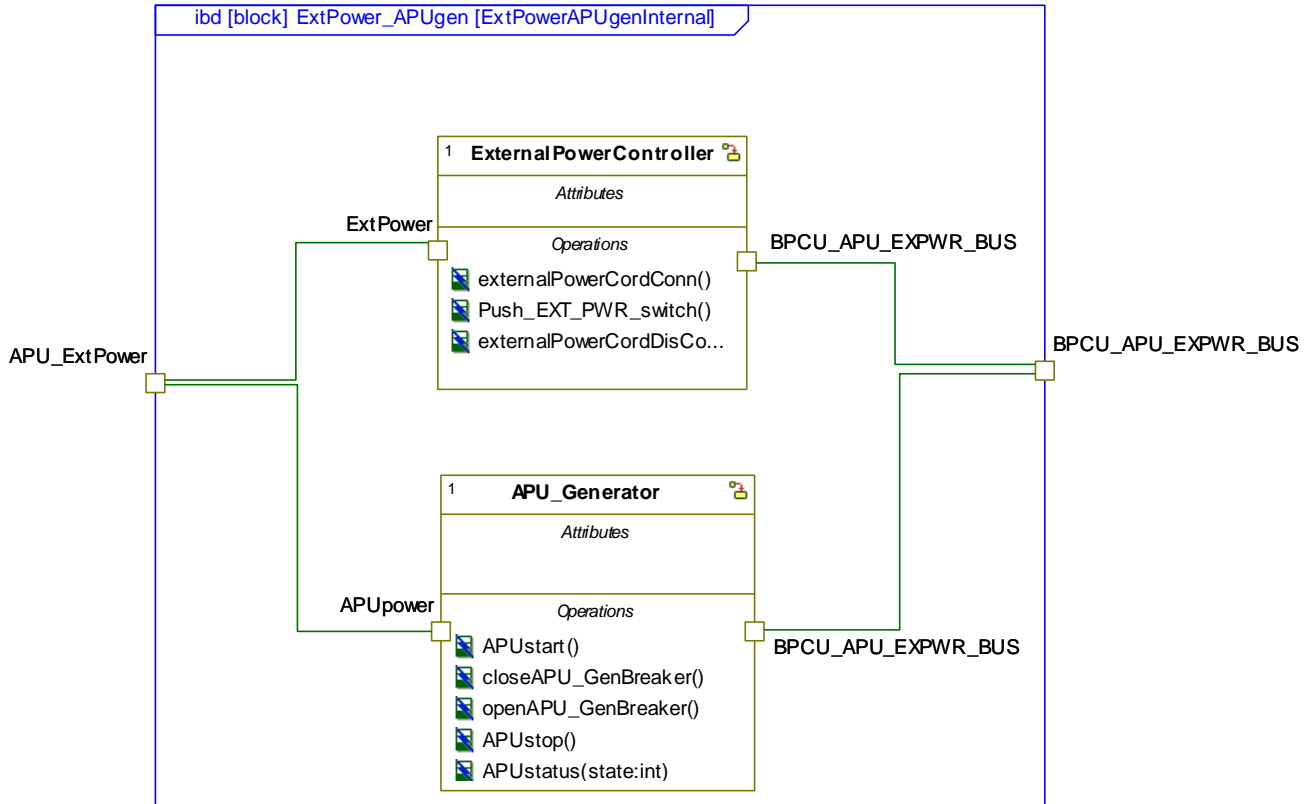 ibd [block] ExtPower_APUgen [ExtPowerAPUgenInternal]
1 ExternalPowerController
Attributes
ExtPower
Operations
BPCU_APU_EXPWR_BUS
externalPowerCordConn()
Push_EXT_PWR_switch()
externalPowerCordDisCo...
APU_ExtPower
BPCU_APU_EXPWR_BUS
1 APU_Generator
Attributes
APUpower
Operations
BPCU_APU_EXPWR_BUS
APUstart()
closeAPU_GenBreaker()
openAPU_GenBreaker()
APUstop()
APUstatus(state:int)